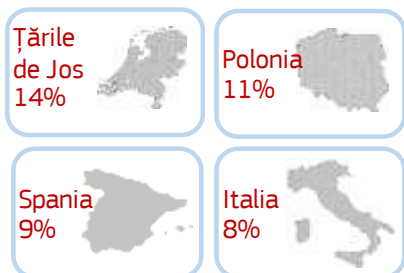 Țările
de Jos
14%
Polonia
11%
Spania
9%
Italia
8%